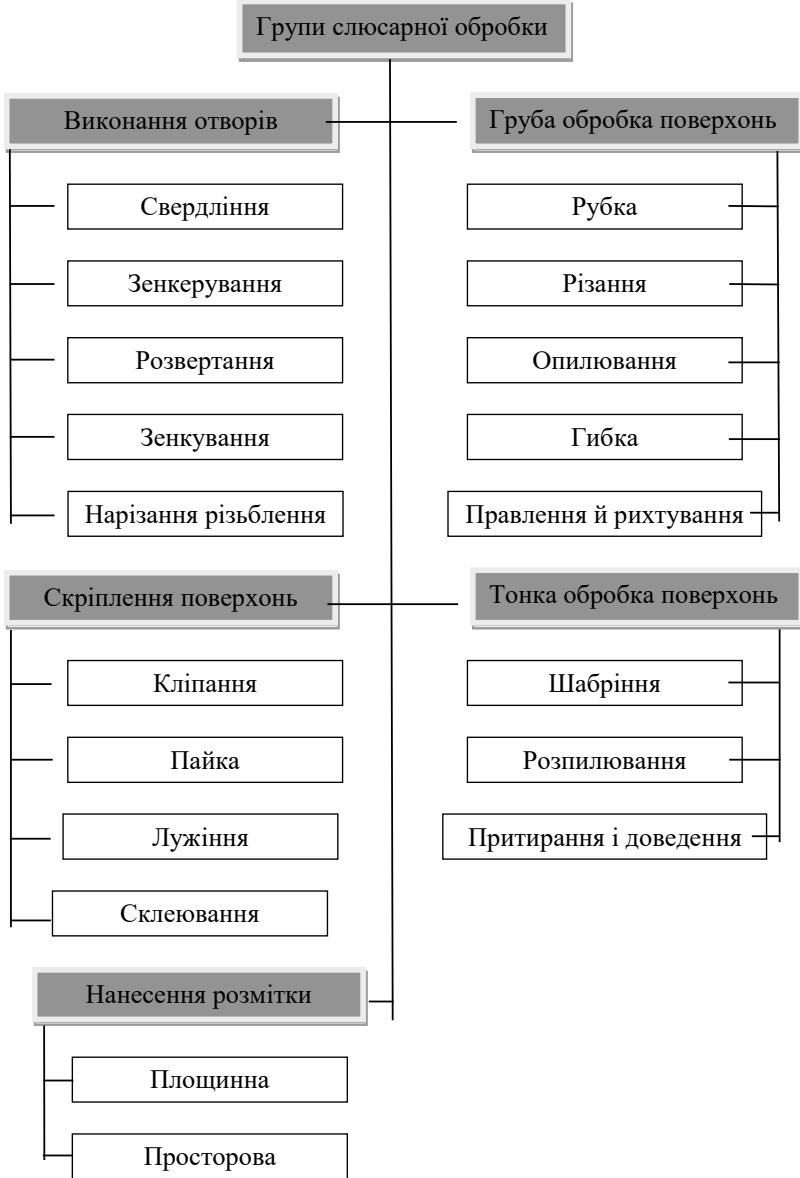 Групи слюсарної обробки
Виконання отворів
Свердління
Зенкерування
Розвертання
Зенкування
Нарізання різьблення
Груба обробка поверхонь
Рубка
Різання
Опилювання
Гибка
Правлення й рихтування
Скріплення поверхонь
Кліпання
Пайка
Лужіння
Склеювання
Тонка обробка поверхонь
Шабріння
Розпилювання
Притирання і доведення
Нанесення розмітки
Площинна
Просторова